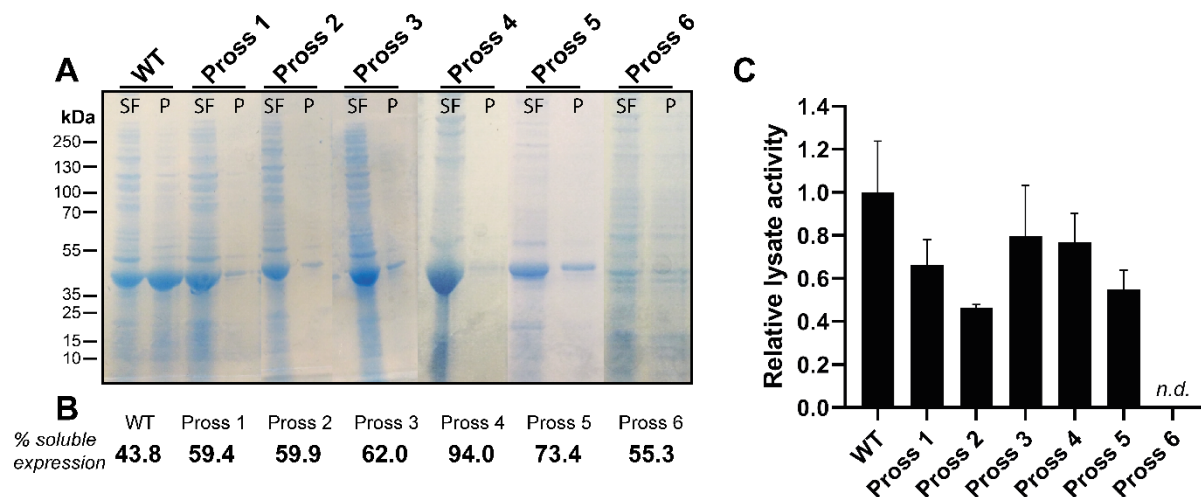 A
WT Pross 1 Pross 2 Pross 3 Pross 4 Pross 5 Pross 6
SF P SF P SF P SF P SF P SF P SF P
kDa
250
130
100
70
55
35
25
15
10
B
WT Pross 1 Pross 2 Pross 3 Pross 4 Pross 5 Pross 6
% soluble
expression
43.8 59.4 59.9 62.0 94.0 73.4 55.3
C
Relative lysate activity
1.4
1.2
1.0
0.8
0.6
0.4
0.2
0.0
n.d.
WT Pross 1 Pross 2 Pross 3 Pross 4 Pross 5 Pross 6